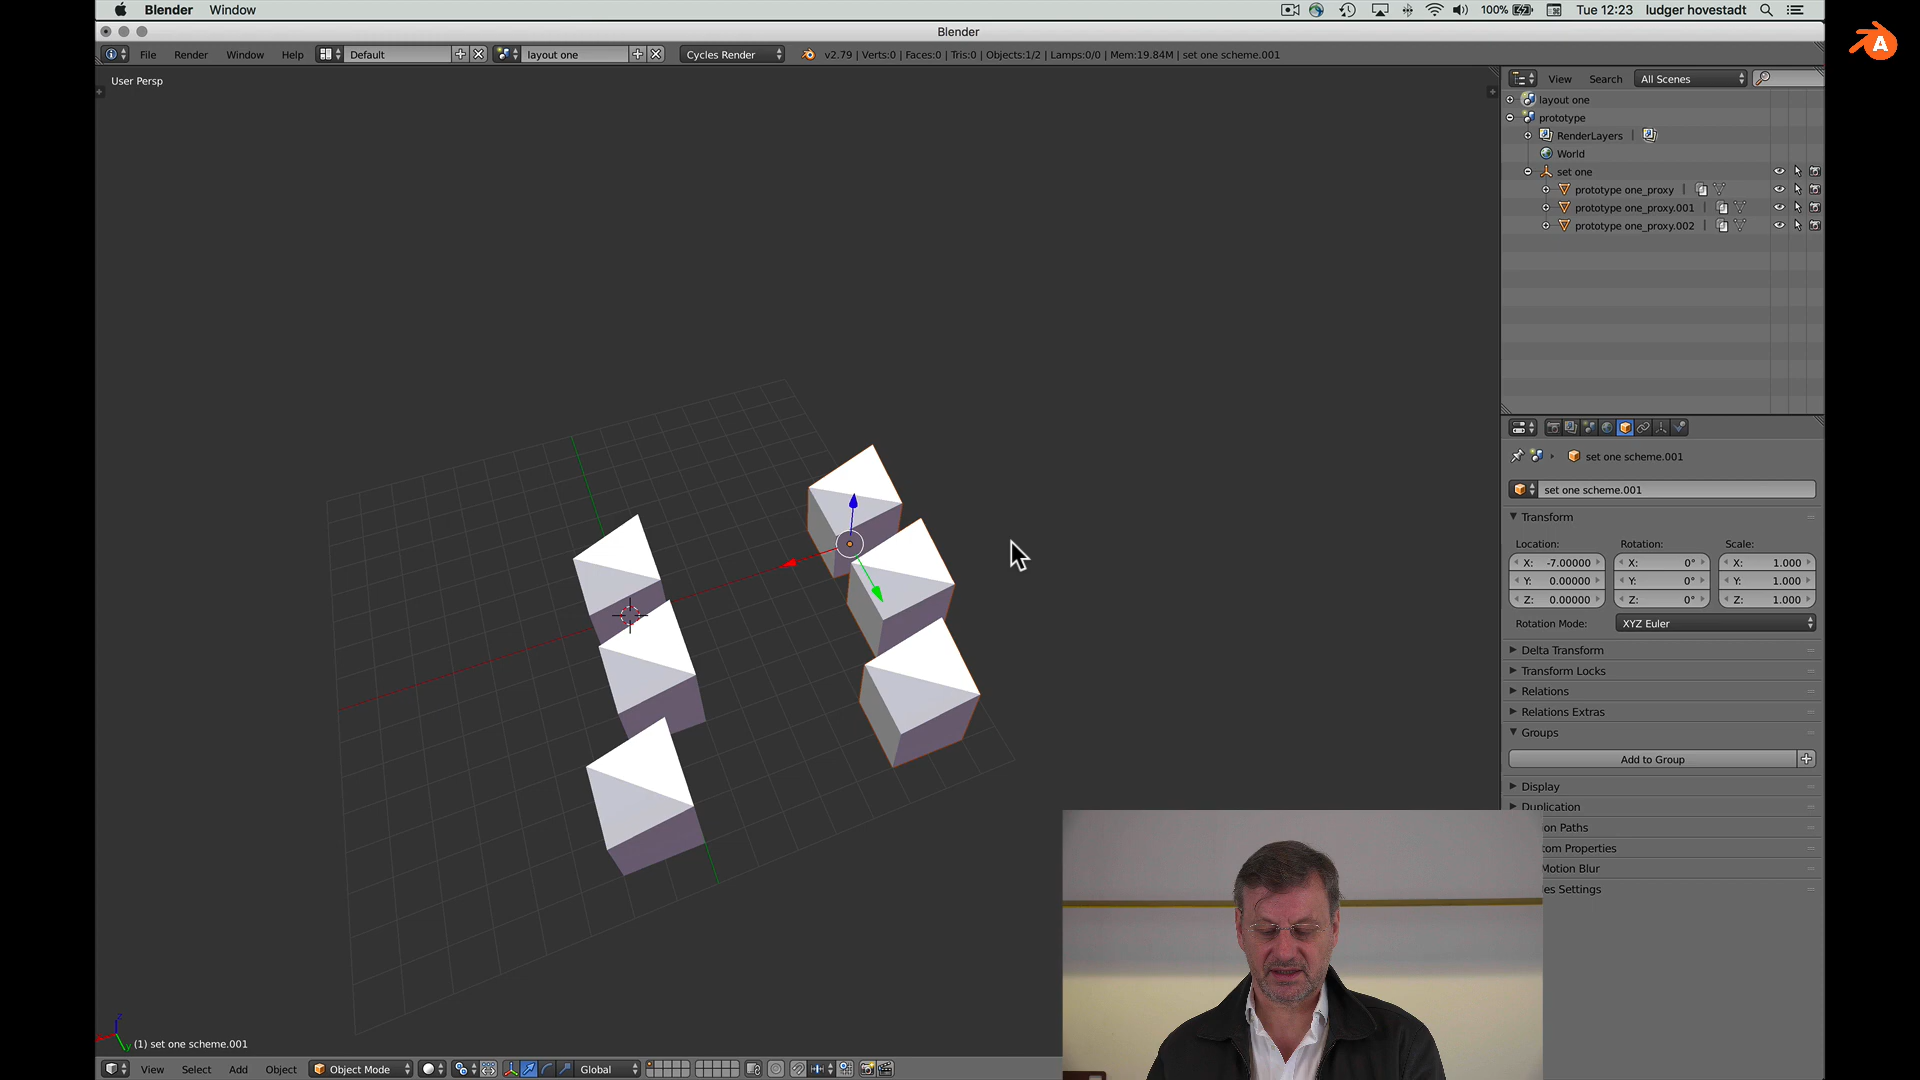 Blender Window 100% Tue 12:23 ludger hovestadt
Blender
File Render Window Help Default layout one Cycles Render v2.79 | Verts:0 | Faces:0 | Tris:0 | Objects:1/2 | Lamps:0/0 | Mem:19.84M | set one scheme.001
A
User Persp
View Search All Scenes
layout one
prototype
RenderLayers |
World
set one
prototype one_proxy |
prototype one_proxy.001 |
prototype one_proxy.002 |
set one scheme.001
set one scheme.001
Transform
Location: Rotation: Scale:
X: -7.00000 X: 0° X: 1.000
Y: 0.00000 Y: 0° Y: 1.000
Z: 0.00000 Z: 0° Z: 1.000
Rotation Mode: XYZ Euler
Delta Transform
Transform Locks
Relations
Relations Extras
Groups
Add to Group
Display
Duplication
on Paths
tom Properties
Motion Blur
es Settings
z
y
(1) set one scheme.001
View Select Add Object Object Mode Global